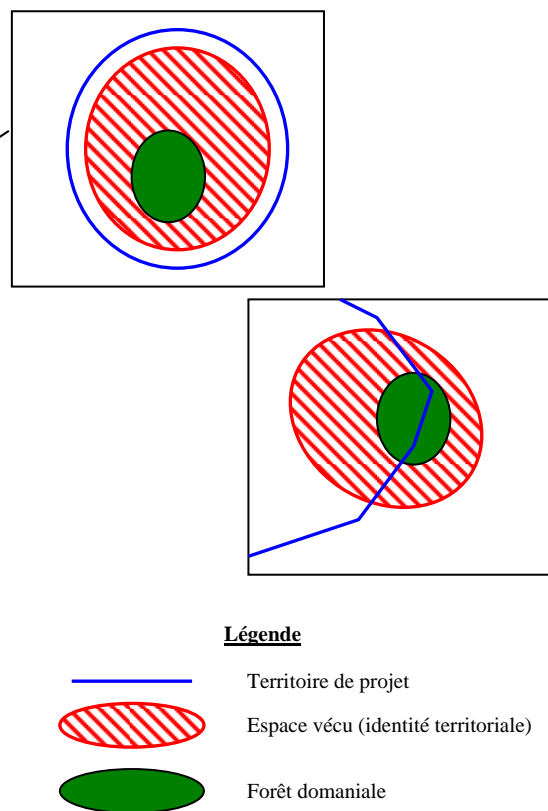 Légende
Territoire de projet
Espace vécu (identité territoriale)
Forêt domaniale